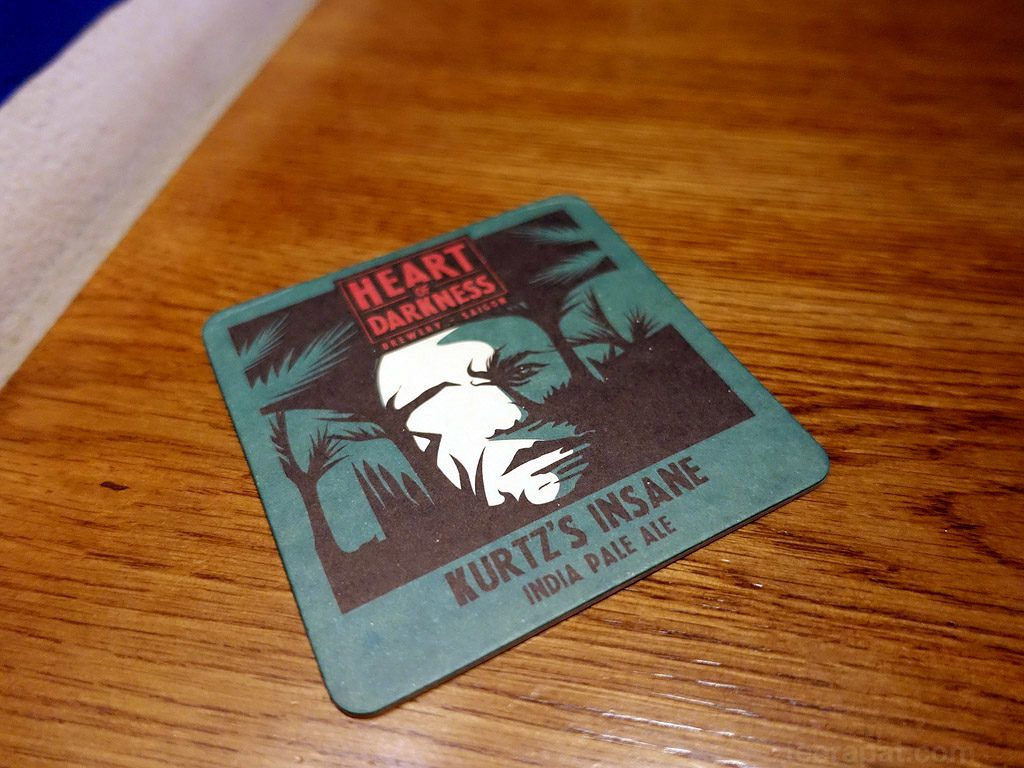 HEART
OF
DARKNESS
BREWERY - SAIGON
KURTZ'S INSANE
INDIA PALE ALE